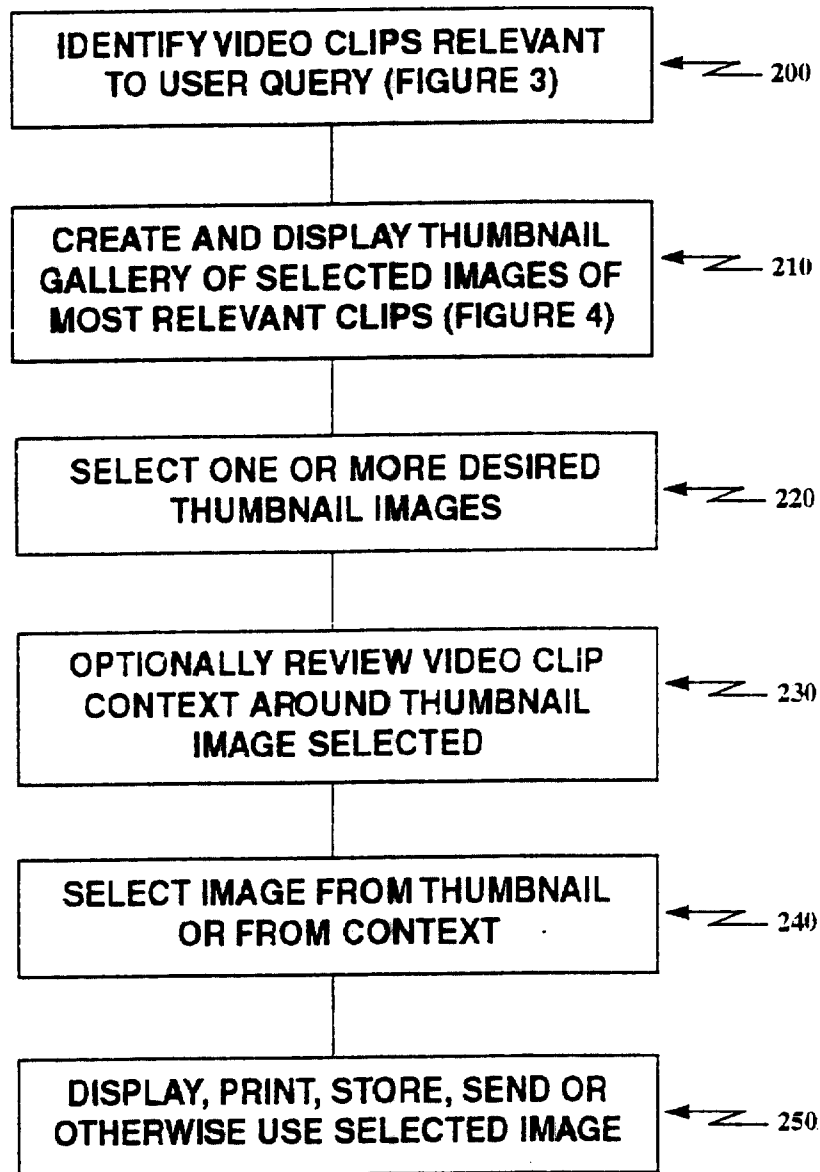 IDENTIFY VIDEO CLIPS RELEVANT
TO USER QUERY (FIGURE 3)
200
CREATE AND DISPLAY THUMBNAIL
GALLERY OF SELECTED IMAGES OF
MOST RELEVANT CLIPS (FIGURE 4)
210
SELECT ONE OR MORE DESIRED
THUMBNAIL IMAGES
220
OPTIONALLY REVIEW VIDEO CLIP
CONTEXT AROUND THUMBNAIL
IMAGE SELECTED
230
SELECT IMAGE FROM THUMBNAIL
OR FROM CONTEXT
240
DISPLAY, PRINT, STORE, SEND OR
OTHERWISE USE SELECTED IMAGE
250